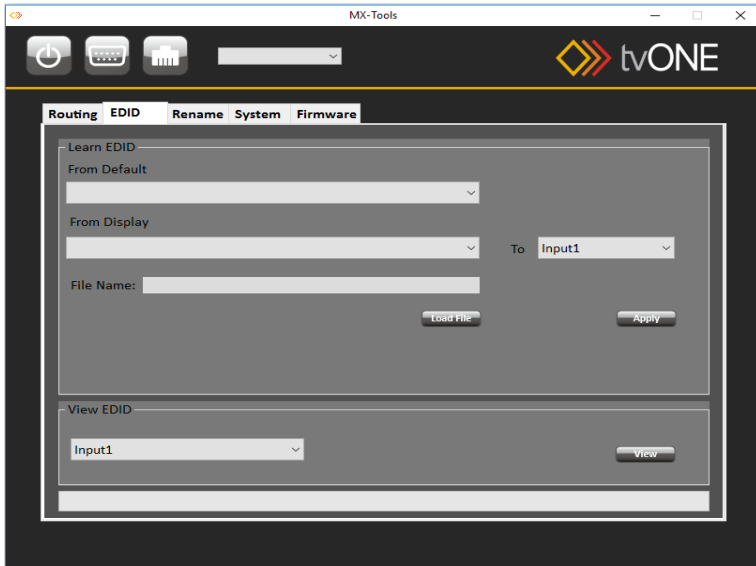 MX-Tools
tvONE
Routing EDID Rename System Firmware
Learn EDID
From Default
From Display
To Input1
File Name:
Load File Apply
View EDID
Input1 View